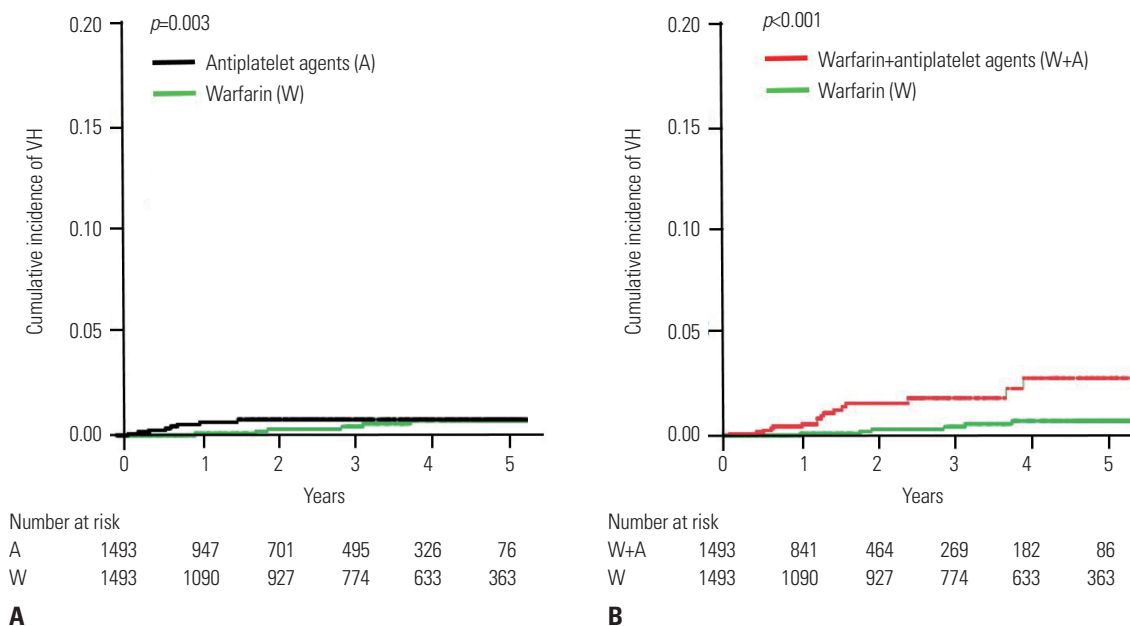 p=0.003
Antiplatelet agents (A)
Warfarin (W)
Cumulative incidence of VH
0.20
0.15
0.10
0.05
0.00
0 1 2 3 4 5
Years
Number at risk
A 1493 947 701 495 326 76
W 1493 1090 927 774 633 363
A
p<0.001
Warfarin+antiplatelet agents (W+A)
Warfarin (W)
Cumulative incidence of VH
0.20
0.15
0.10
0.05
0.00
0 1 2 3 4 5
Years
Number at risk
W+A 1493 841 464 269 182 86
W 1493 1090 927 774 633 363
B